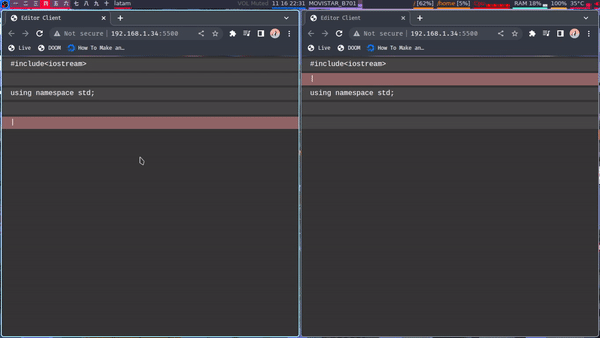 一 二 三 四 五 六 七 八 九 十 latam VOL Muted 11 16 22:31 MOVISTAR_B701 / [62%] /home [5%] RAM 18% 100% 35°C
Editor Client
Not secure 192.168.1.34:5500
Live DOOM How To Make an...
#include<iostream>
using namespace std;
Editor Client
Not secure 192.168.1.34:5500
Live DOOM How To Make an...
#include<iostream>
using namespace std;